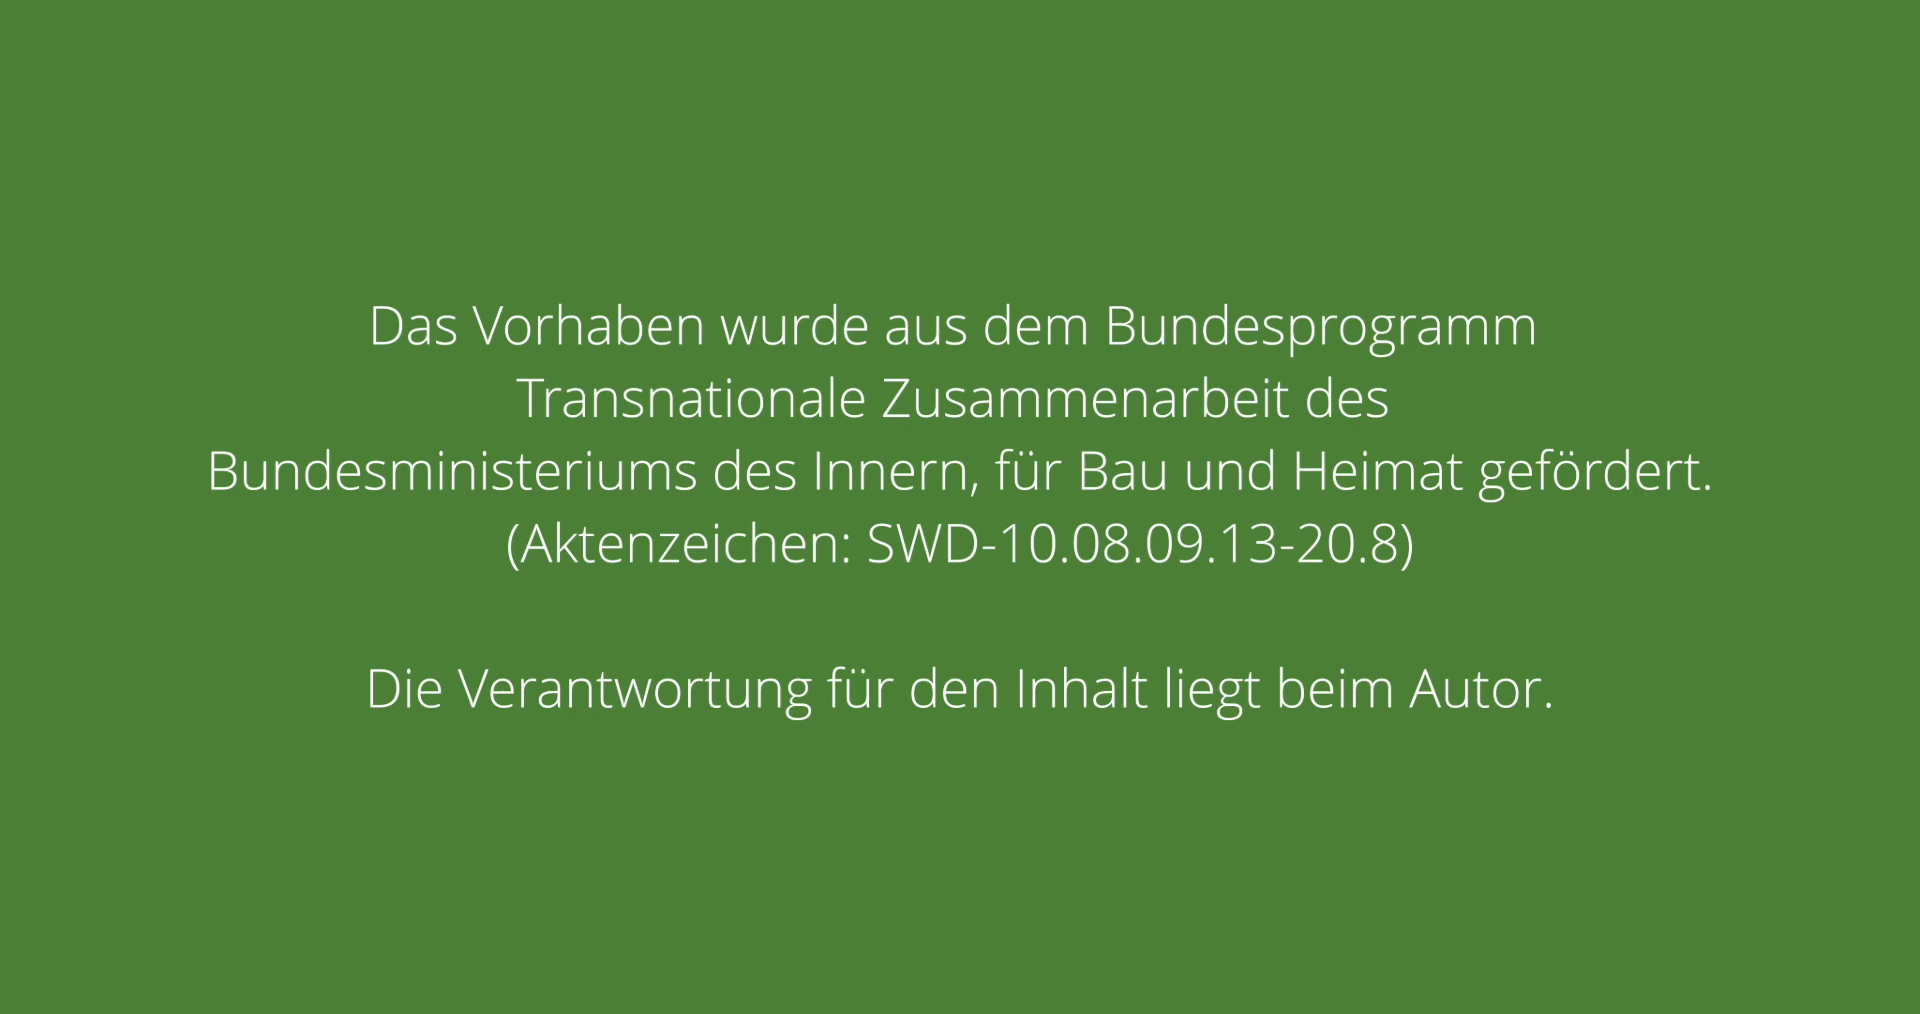 Das Vorhaben wurde aus dem Bundesprogramm
Transnationale Zusammenarbeit des
Bundesministeriums des Innern, für Bau und Heimat gefördert.
(Aktenzeichen: SWD-10.08.09.13-20.8)
Die Verantwortung für den Inhalt liegt beim Autor.